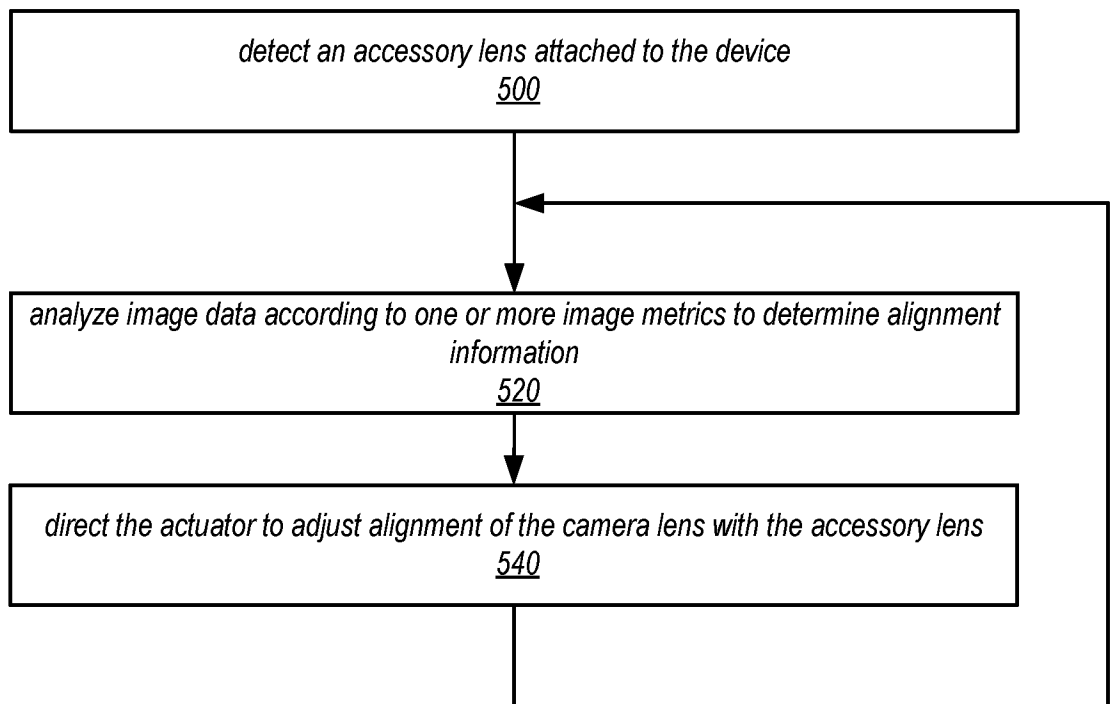 detect an accessory lens attached to the device
500
analyze image data according to one or more image metrics to determine alignment
information
520
direct the actuator to adjust alignment of the camera lens with the accessory lens
540